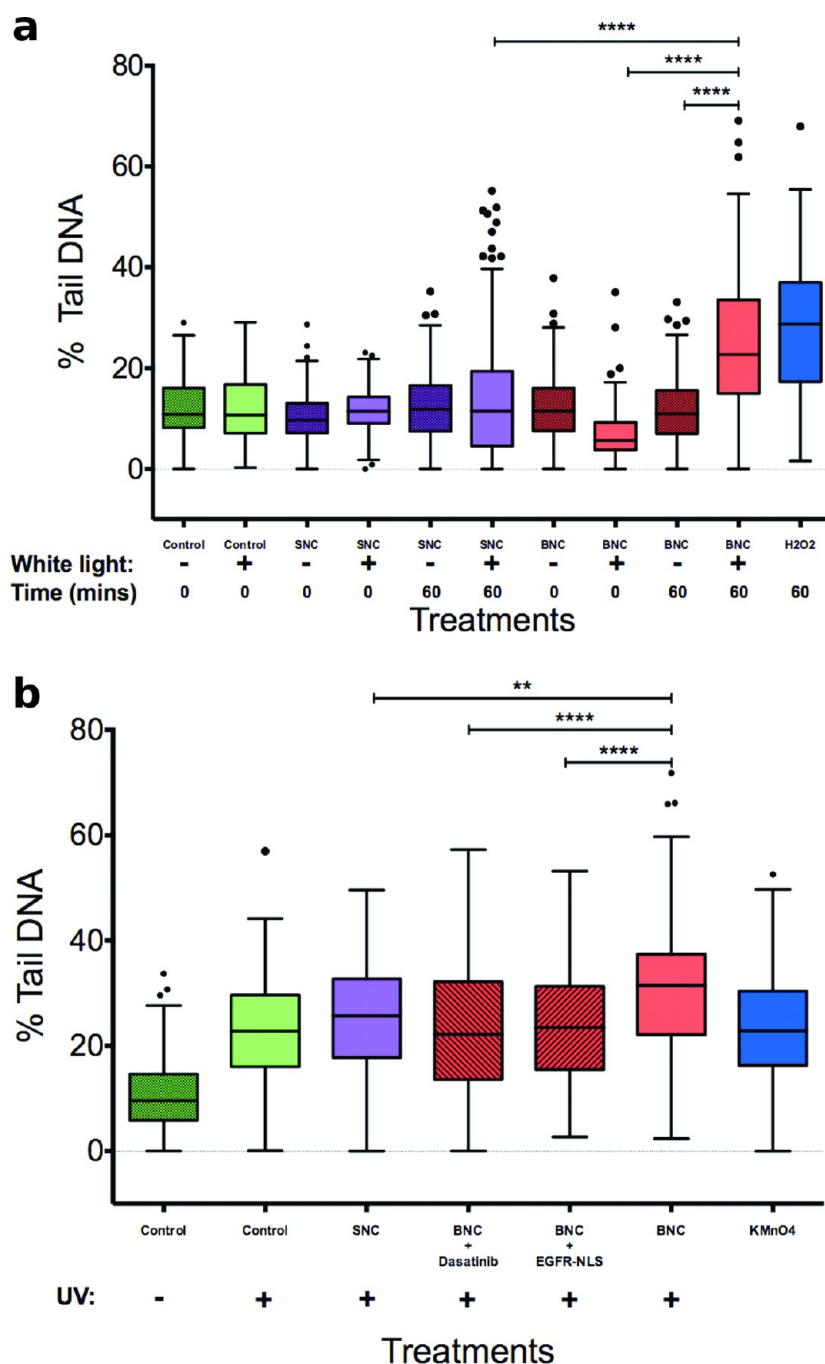 a
****
****
****
80
60
40
20
0
% Tail DNA
Control Control SNC SNC SNC SNC BNC BNC BNC BNC H2O2
White light: - + - + - + - + - +
Time (mins) 0 0 0 0 60 60 0 0 60 60 60
Treatments
b
**
****
****
80
60
40
20
0
% Tail DNA
Control Control SNC BNC BNC BNC KMnO4
+ +
Dasatinib EGFR-NLS
UV: - + + + + +
Treatments